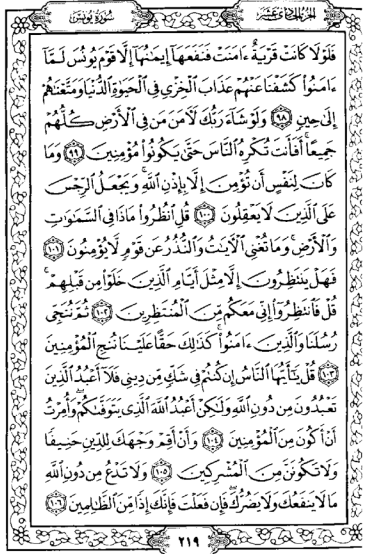 الجزء الحادي عشر
سورة يونس
فَلَوْلَا كَانَتْ قَرْيَةٌ ءَامَنَتْ فَنَفَعَهَآ إِيمَٰنُهَآ إِلَّا قَوْمَ يُونُسَ لَمَّآ
ءَامَنُوا۟ كَشَفْنَا عَنْهُمْ عَذَابَ ٱلْخِزْىِ فِى ٱلْحَيَوٰةِ ٱلدُّنْيَا وَمَتَّعْنَٰهُمْ
إِلَىٰ حِينٍ ۝٩٨ وَلَوْ شَآءَ رَبُّكَ لَءَامَنَ مَن فِى ٱلْأَرْضِ كُلُّهُمْ
جَمِيعًا ۚ أَفَأَنتَ تُكْرِهُ ٱلنَّاسَ حَتَّىٰ يَكُونُوا۟ مُؤْمِنِينَ ۝٩٩ وَمَا
كَانَ لِنَفْسٍ أَن تُؤْمِنَ إِلَّا بِإِذْنِ ٱللَّهِ ۚ وَيَجْعَلُ ٱلرِّجْسَ
عَلَى ٱلَّذِينَ لَا يَعْقِلُونَ ۝١٠٠ قُلِ ٱنظُرُوا۟ مَاذَا فِى ٱلسَّمَٰوَٰتِ
وَٱلْأَرْضِ ۚ وَمَا تُغْنِى ٱلْءَايَٰتُ وَٱلنُّذُرُ عَن قَوْمٍ لَّا يُؤْمِنُونَ ۝١٠١
فَهَلْ يَنتَظِرُونَ إِلَّا مِثْلَ أَيَّامِ ٱلَّذِينَ خَلَوْا۟ مِن قَبْلِهِمْ ۚ
قُلْ فَٱنتَظِرُوٓا۟ إِنِّى مَعَكُم مِّنَ ٱلْمُنتَظِرِينَ ۝١٠٢ ثُمَّ نُنَجِّى
رُسُلَنَا وَٱلَّذِينَ ءَامَنُوا۟ ۚ كَذَٰلِكَ حَقًّا عَلَيْنَا نُنجِ ٱلْمُؤْمِنِينَ
۝١٠٣ قُلْ يَٰٓأَيُّهَا ٱلنَّاسُ إِن كُنتُمْ فِى شَكٍّ مِّن دِينِى فَلَآ أَعْبُدُ ٱلَّذِينَ
تَعْبُدُونَ مِن دُونِ ٱللَّهِ وَلَٰكِنْ أَعْبُدُ ٱللَّهَ ٱلَّذِى يَتَوَفَّىٰكُمْ ۖ وَأُمِرْتُ
أَنْ أَكُونَ مِنَ ٱلْمُؤْمِنِينَ ۝١٠٤ وَأَنْ أَقِمْ وَجْهَكَ لِلدِّينِ حَنِيفًا
وَلَا تَكُونَنَّ مِنَ ٱلْمُشْرِكِينَ ۝١٠٥ وَلَا تَدْعُ مِن دُونِ ٱللَّهِ
مَا لَا يَنفَعُكَ وَلَا يَضُرُّكَ ۖ فَإِن فَعَلْتَ فَإِنَّكَ إِذًا مِّنَ ٱلظَّٰلِمِينَ ۝١٠٦
٢١٩